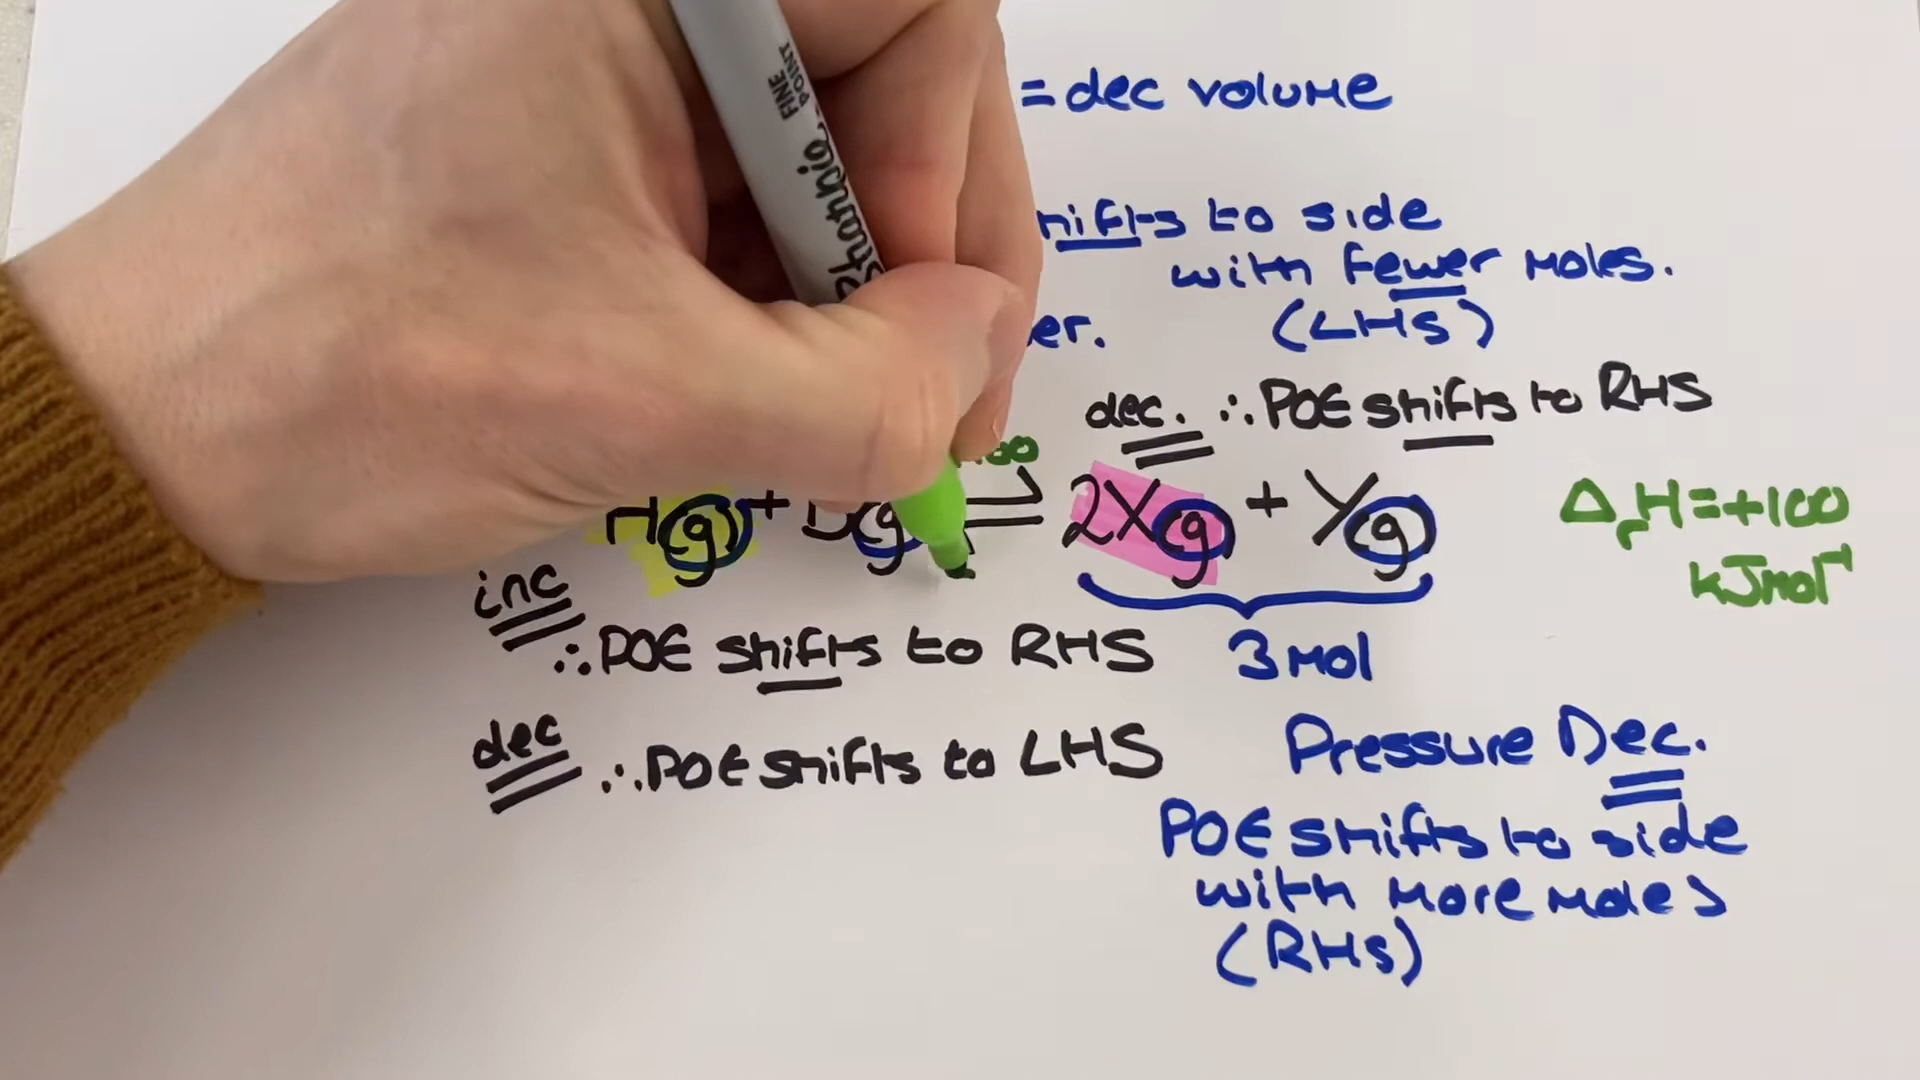 FINE POINT
Sharpie
= dec volume
shifts to side
with fewer moles.
(LHS)
dec. ∴ POE shifts to RHS
(g) + (g) ⇌ 2X(g) + Y(g)
ΔrH = +100
kJmol⁻¹
inc
∴ POE shifts to RHS
3 mol
dec
∴ POE shifts to LHS
Pressure Dec.
POE shifts to side
with more moles
(RHS)